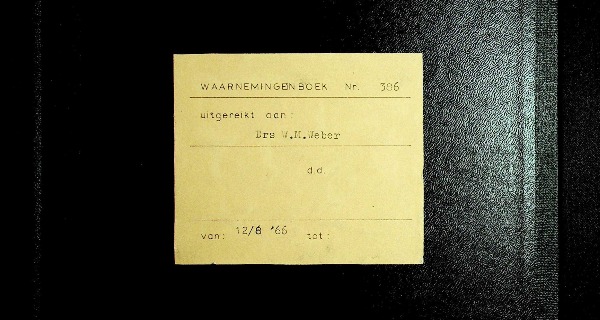 WAARNEMINGENBOEK Nr. 306
uitgereikt aan:
Drs W.M.Weber
d.d.
van: 12/8 '66 tot: